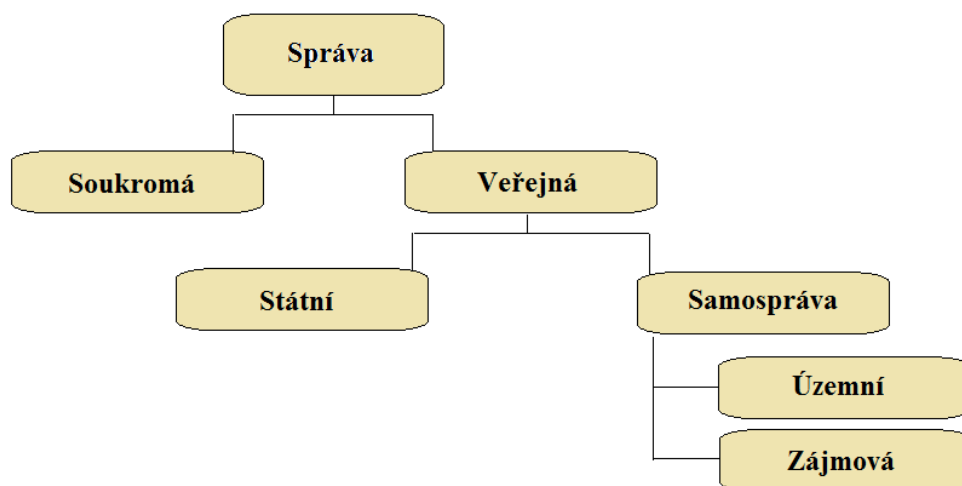 Správa
Soukromá
Veřejná
Státní
Samospráva
Územní
Zájmová